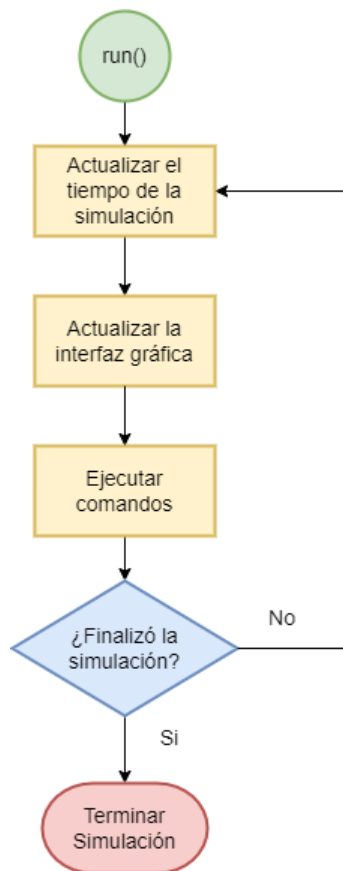 run()
Actualizar el
tiempo de la
simulación
Actualizar la
interfaz gráfica
Ejecutar
comandos
¿Finalizó la
simulación?
No
Si
Terminar
Simulación